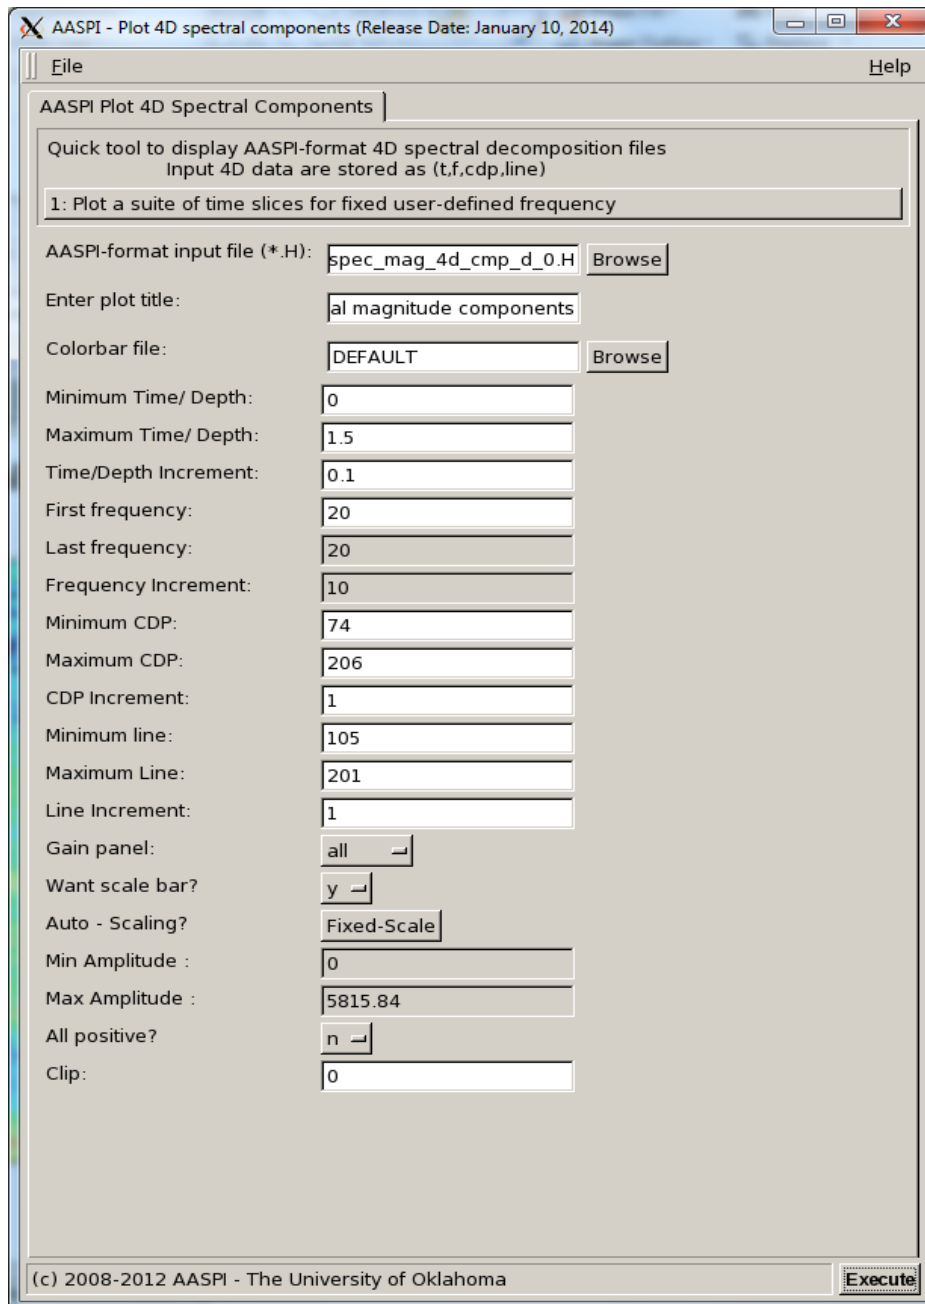 AASPI - Plot 4D spectral components (Release Date: January 10, 2014)
File Help
AASPI Plot 4D Spectral Components
Quick tool to display AASPI-format 4D spectral decomposition files
Input 4D data are stored as (t,f,cdp,line)
1: Plot a suite of time slices for fixed user-defined frequency
AASPI-format input file (*.H): spec_mag_4d_cmp_d_0.H Browse
Enter plot title: al magnitude components
Colorbar file: DEFAULT Browse
Minimum Time/ Depth: 0
Maximum Time/ Depth: 1.5
Time/Depth Increment: 0.1
First frequency: 20
Last frequency: 20
Frequency Increment: 10
Minimum CDP: 74
Maximum CDP: 206
CDP Increment: 1
Minimum line: 105
Maximum Line: 201
Line Increment: 1
Gain panel: all
Want scale bar? y
Auto - Scaling? Fixed-Scale
Min Amplitude : 0
Max Amplitude : 5815.84
All positive? n
Clip: 0
(c) 2008-2012 AASPI - The University of Oklahoma Execute